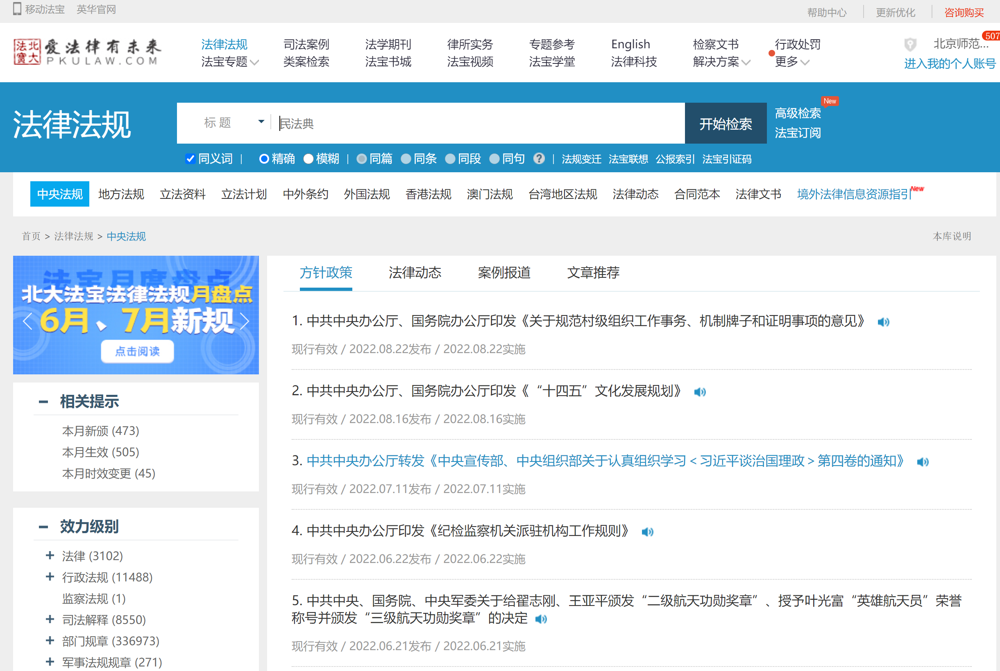 移动法宝 英华官网 帮助中心 更新优化 咨询购买
北大法寶 爱法律有未来
PKULAW.COM
法律法规 司法案例 法学期刊 律所实务 专题参考 English 检察文书 行政处罚 北京师范... 507
法宝专题 类案检索 法宝书城 法宝视频 法宝学堂 法律科技 解决方案 更多 进入我的个人账号
法律法规 标题 民法典 开始检索 高级检索 New
法宝订阅
同义词 | 精确 模糊 | 同篇 同条 同段 同句 ? | 法规变迁 法宝联想 公报索引 法宝引证码
中央法规 地方法规 立法资料 立法计划 中外条约 外国法规 香港法规 澳门法规 台湾地区法规 法律动态 合同范本 法律文书 境外法律信息资源指引 New
首页 > 法律法规 > 中央法规 本库说明
法宝月度盘点
北大法宝法律法规月盘点
6月、7月新规
点击阅读
相关提示
本月新颁 (473)
本月生效 (505)
本月时效变更 (45)
效力级别
法律 (3102)
行政法规 (11488)
监察法规 (1)
司法解释 (8550)
部门规章 (336973)
军事法规规章 (271)
方针政策 法律动态 案例报道 文章推荐
1. 中共中央办公厅、国务院办公厅印发《关于规范村级组织工作事务、机制牌子和证明事项的意见》
现行有效 / 2022.08.22发布 / 2022.08.22实施
2. 中共中央办公厅、国务院办公厅印发《“十四五”文化发展规划》
现行有效 / 2022.08.16发布 / 2022.08.16实施
3. 中共中央办公厅转发《中央宣传部、中央组织部关于认真组织学习＜习近平谈治国理政＞第四卷的通知》
现行有效 / 2022.07.11发布 / 2022.07.11实施
4. 中共中央办公厅印发《纪检监察机关派驻机构工作规则》
现行有效 / 2022.06.22发布 / 2022.06.22实施
5. 中共中央、国务院、中央军委关于给翟志刚、王亚平颁发“二级航天功勋奖章”、授予叶光富“英雄航天员”荣誉
称号并颁发“三级航天功勋奖章”的决定
现行有效 / 2022.06.21发布 / 2022.06.21实施